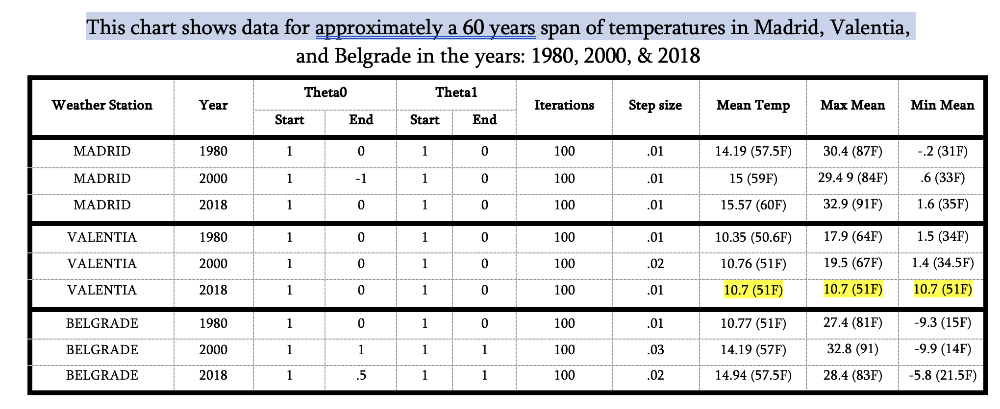 This chart shows data for approximately a 60 years span of temperatures in Madrid, Valentia,
and Belgrade in the years: 1980, 2000, & 2018
Weather Station Year Theta0 Theta1 Iterations Step size Mean Temp Max Mean Min Mean
Start End Start End
MADRID 1980 1 0 1 0 100 .01 14.19 (57.5F) 30.4 (87F) -.2 (31F)
MADRID 2000 1 -1 1 0 100 .01 15 (59F) 29.4 9 (84F) .6 (33F)
MADRID 2018 1 0 1 0 100 .01 15.57 (60F) 32.9 (91F) 1.6 (35F)
VALENTIA 1980 1 0 1 0 100 .01 10.35 (50.6F) 17.9 (64F) 1.5 (34F)
VALENTIA 2000 1 0 1 0 100 .02 10.76 (51F) 19.5 (67F) 1.4 (34.5F)
VALENTIA 2018 1 0 1 0 100 .01 10.7 (51F) 10.7 (51F) 10.7 (51F)
BELGRADE 1980 1 0 1 0 100 .01 10.77 (51F) 27.4 (81F) -9.3 (15F)
BELGRADE 2000 1 1 1 1 100 .03 14.19 (57F) 32.8 (91) -9.9 (14F)
BELGRADE 2018 1 .5 1 1 100 .02 14.94 (57.5F) 28.4 (83F) -5.8 (21.5F)